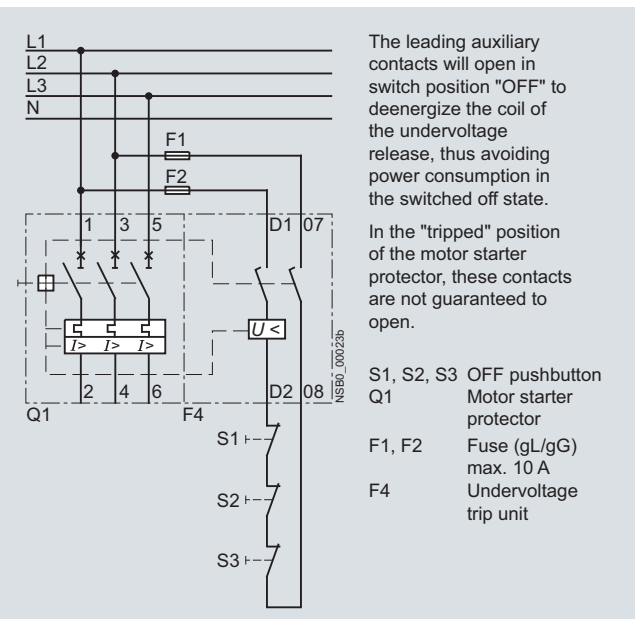 L1
L2
L3
N
F1
F2
1 3 5 D1 07
U <
I> I> I>
2 4 6 D2 08
Q1 F4
S1
S2
S3
NSB0_00023b
The leading auxiliary
contacts will open in
switch position "OFF" to
deenergize the coil of
the undervoltage
release, thus avoiding
power consumption in
the switched off state.
In the "tripped" position
of the motor starter
protector, these contacts
are not guaranteed to
open.
S1, S2, S3 OFF pushbutton
Q1 Motor starter
protector
F1, F2 Fuse (gL/gG)
max. 10 A
F4 Undervoltage
trip unit